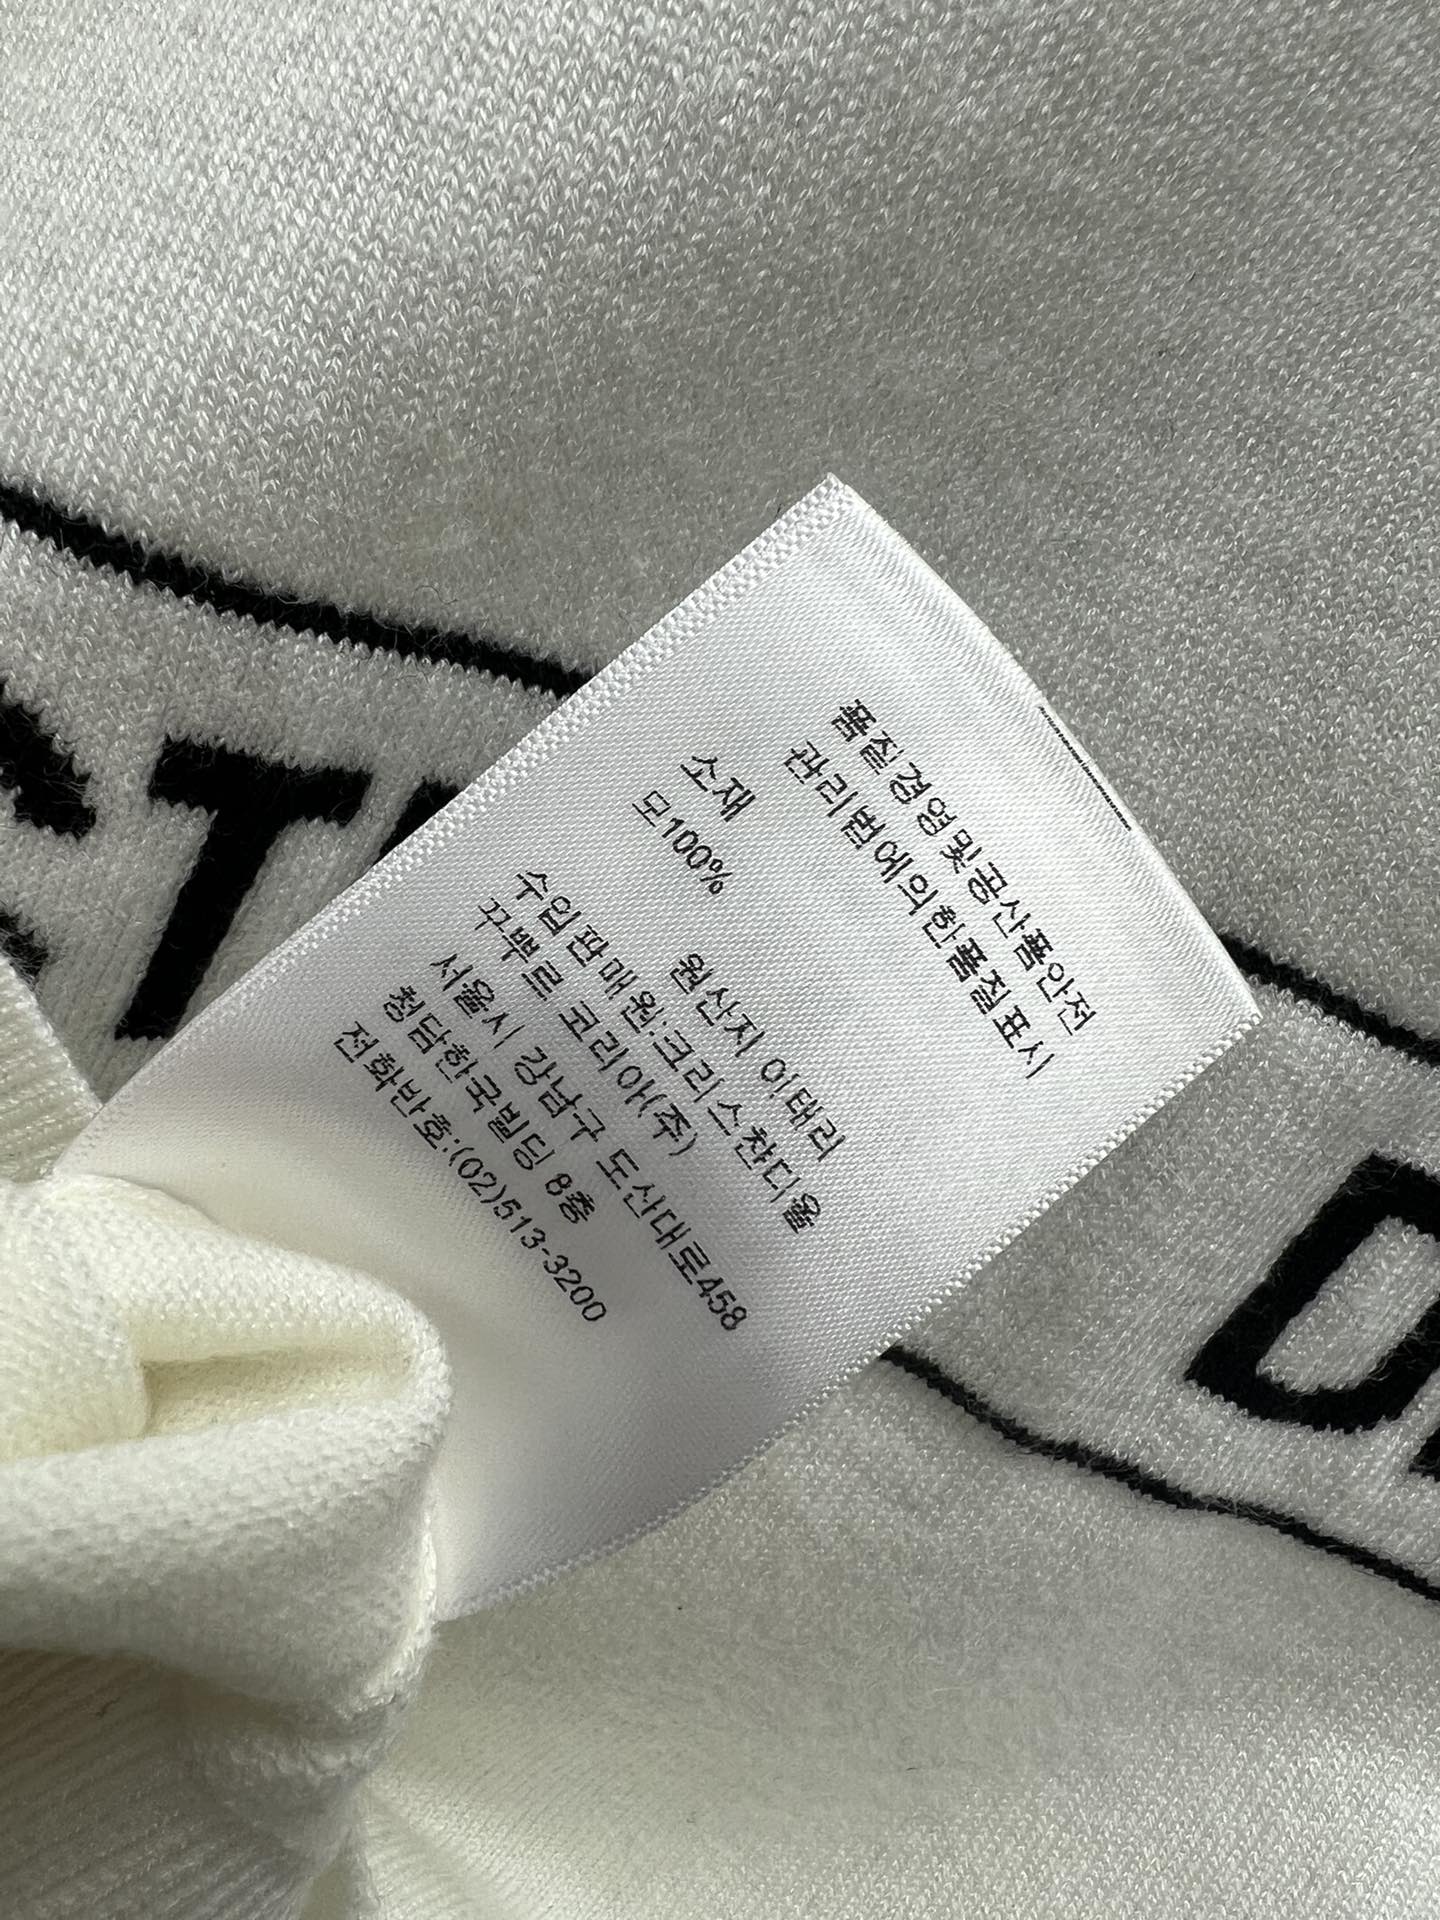 품질경영및공산품안전
관리법에의한품질표시
소재
모100%
원산지 이태리
수입판매원:크리스찬디올
꾸뛰르 코리아(주)
서울시 강남구 도산대로458
청담한국빌딩 8층
전화번호:(02)513-3200